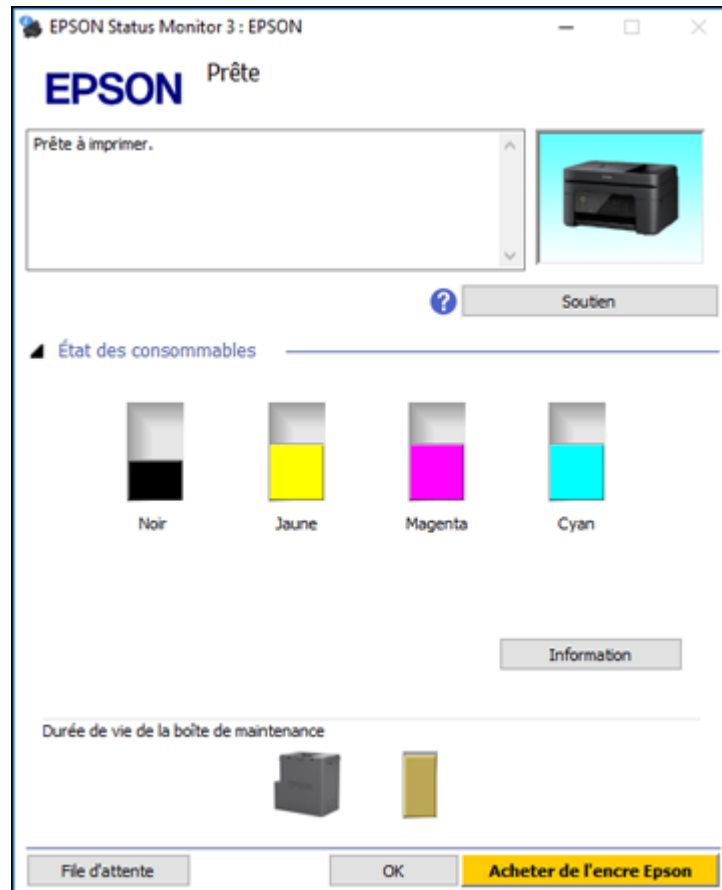 EPSON Status Monitor 3 : EPSON
EPSON
Prête
Prête à imprimer.
Soutien
État des consommables
Noir
Jaune
Magenta
Cyan
Information
Durée de vie de la boîte de maintenance
File d'attente
OK
Acheter de l'encre Epson